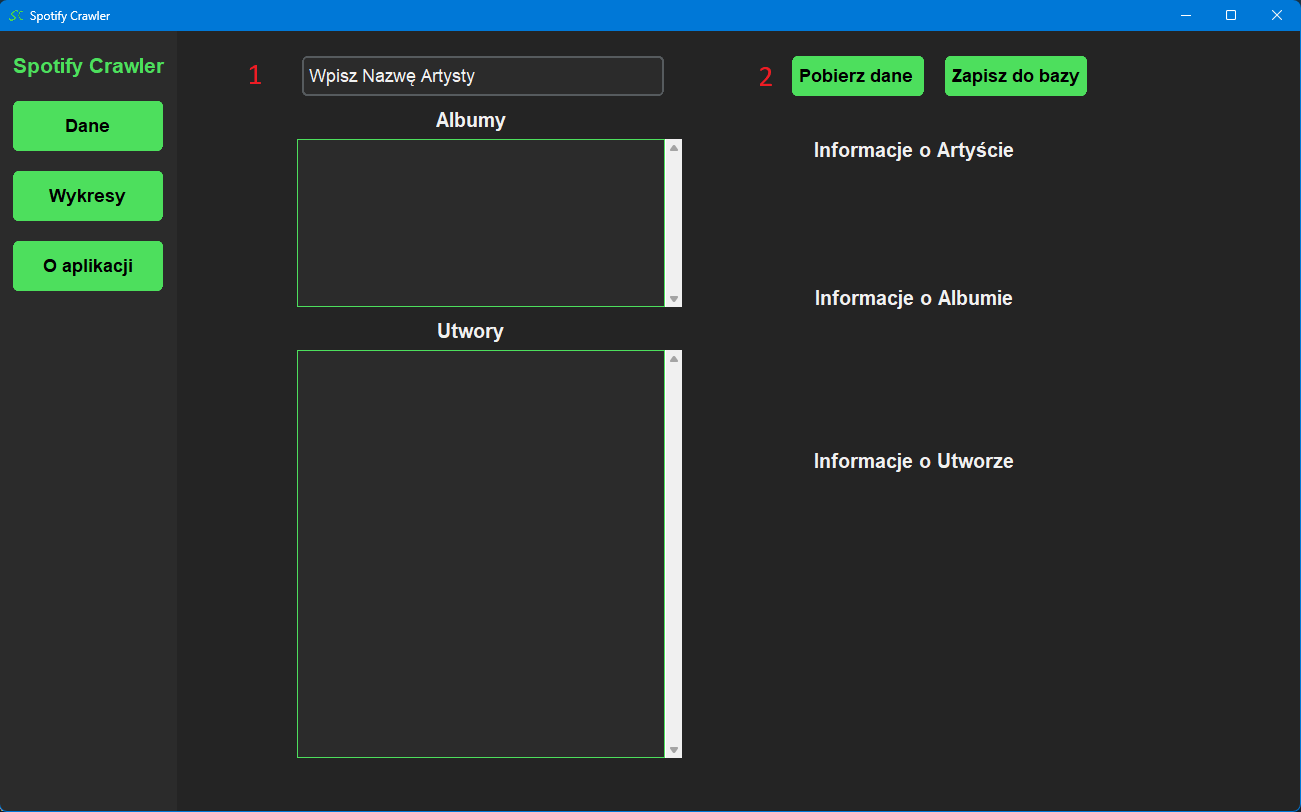 Spotify Crawler
Spotify Crawler
Dane
Wykresy
O aplikacji
1
Wpisz Nazwę Artysty
2
Pobierz dane
Zapisz do bazy
Albumy
Informacje o Artyście
Informacje o Albumie
Utwory
Informacje o Utworze